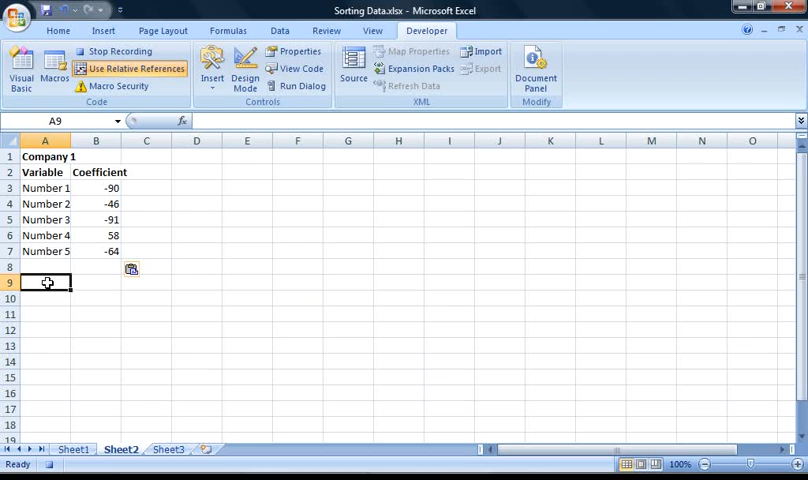 Sorting Data.xlsx - Microsoft Excel
Home Insert Page Layout Formulas Data Review View Developer
Visual Basic
Macros
Stop Recording
Use Relative References
Macro Security
Code
Insert
Design Mode
Properties
View Code
Run Dialog
Controls
Source
Map Properties
Expansion Packs
Refresh Data
Import
Export
XML
Document Panel
Modify
A9 fx
A B C D E F G H I J K L M N O
1 Company 1
2 Variable Coefficient
3 Number 1 -90
4 Number 2 -46
5 Number 3 -91
6 Number 4 58
7 Number 5 -64
8
9
10
11
12
13
14
15
16
17
18
19
Sheet1 Sheet2 Sheet3
Ready 100%